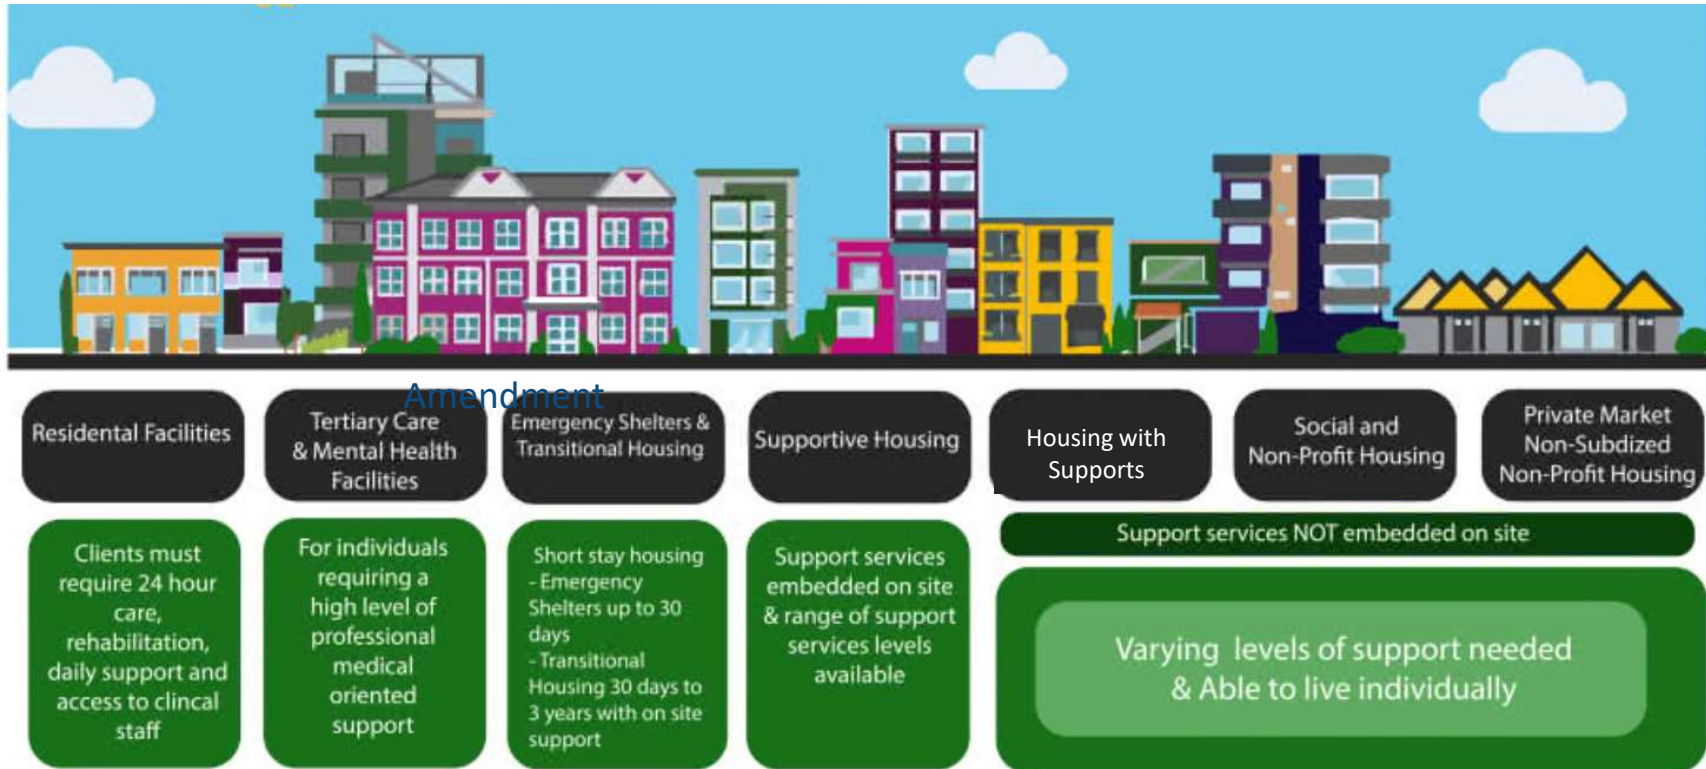 Amendment
Residental Facilities
Tertiary Care
& Mental Health
Facilities
Emergency Shelters &
Transitional Housing
Supportive Housing
Housing with
Supports
Social and
Non-Profit Housing
Private Market
Non-Subdized
Non-Profit Housing
Support services NOT embedded on site
Clients must
require 24 hour
care,
rehabilitation,
daily support and
access to clincal
staff
For individuals
requiring a
high level of
professional
medical
oriented
support
Short stay housing
- Emergency
Shelters up to 30
days
- Transitional
Housing 30 days to
3 years with on site
support
Support services
embedded on site
& range of support
services levels
available
Varying levels of support needed
& Able to live individually